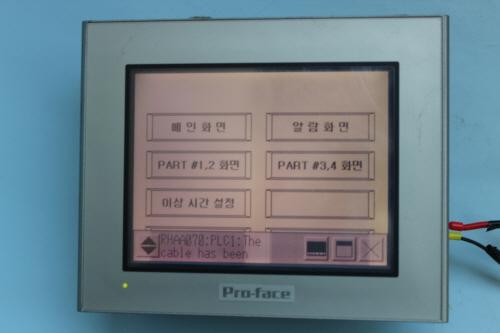 메인화면
알람화면
PART #1,2 화면
PART #3,4 화면
이상 시간 설정
RHAA070:PLC1:The
cable has been
Pro-face